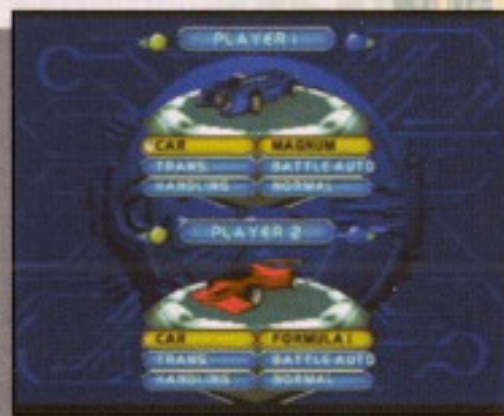 PLAYER 1
CAR MAGNUM
TRANS. BATTLE-AUTO
HANDLING NORMAL
PLAYER 2
CAR FORMULA 1
TRANS. BATTLE-AUTO
HANDLING NORMAL